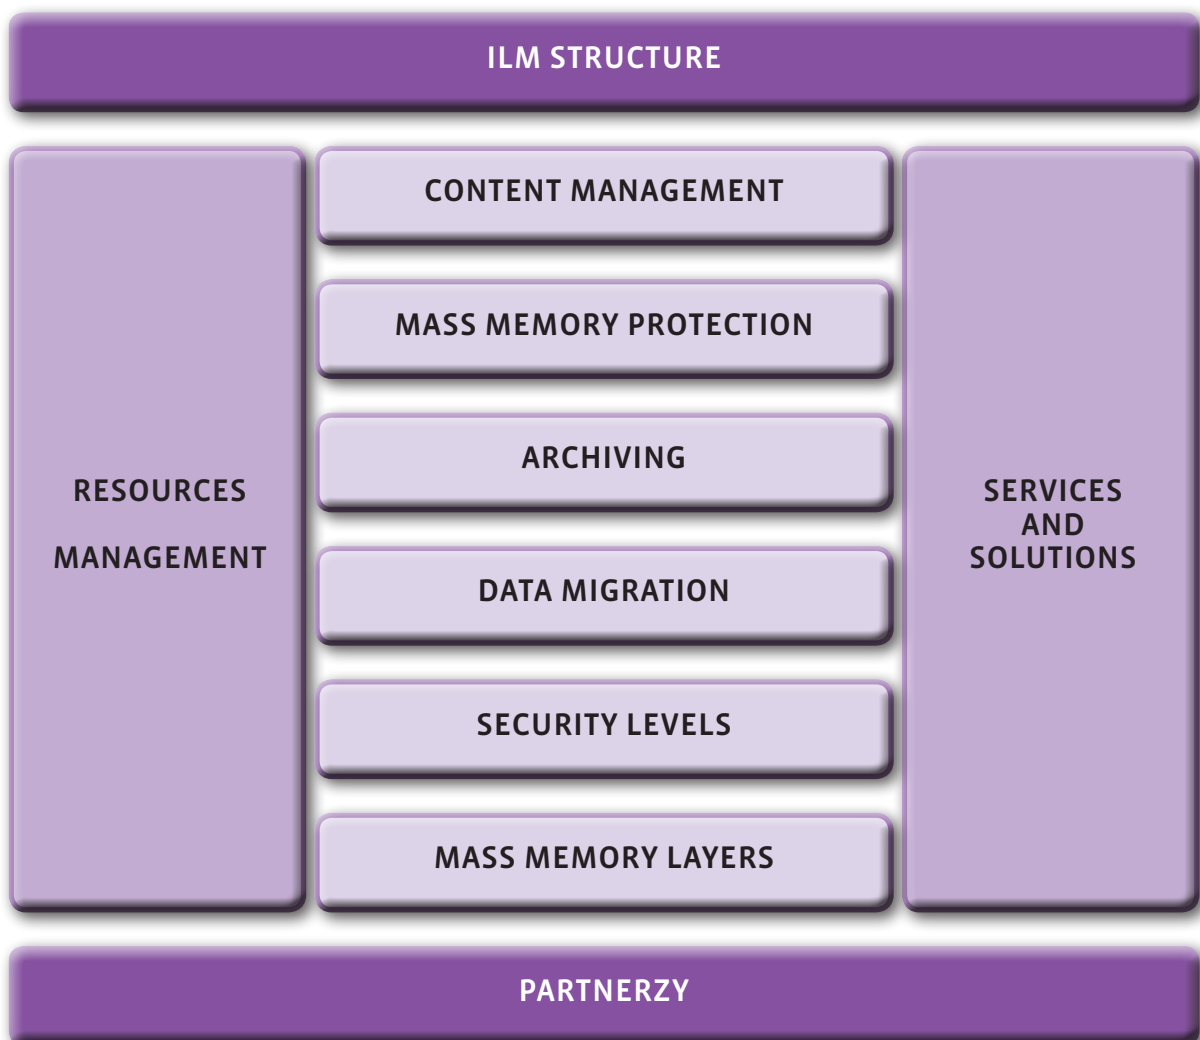 ILM STRUCTURE
RESOURCES
MANAGEMENT
CONTENT MANAGEMENT
MASS MEMORY PROTECTION
ARCHIVING
DATA MIGRATION
SECURITY LEVELS
MASS MEMORY LAYERS
SERVICES
AND
SOLUTIONS
PARTNERZY